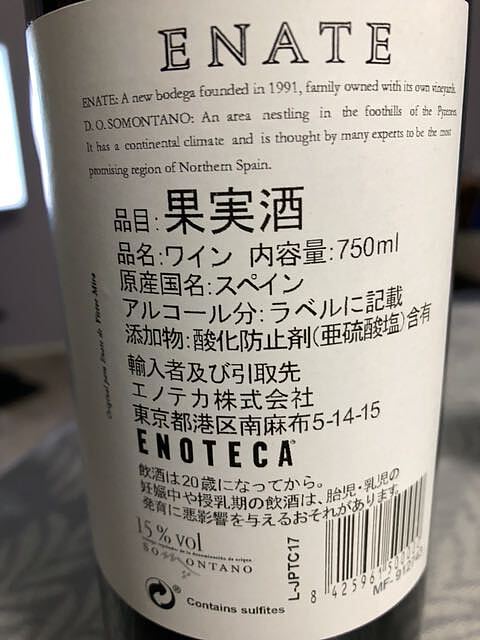 ENATE
ENATE: A new bodega founded in 1991, family owned with its own vineyards.
D. O. SOMONTANO: An area nestling in the foothills of the Pyrenees.
It has a continental climate and is thought by many experts to be the most
promising region of Northern Spain.
品目:果実酒
品名:ワイン 内容量:750ml
原産国名:スペイン
アルコール分:ラベルに記載
添加物:酸化防止剤(亜硫酸塩)含有
輸入者及び引取先
エノテカ株式会社
東京都港区南麻布5-14-15
ENOTECA
飲酒は20歳になってから。
妊娠中や授乳期の飲酒は、胎児・乳児の
発育に悪影響を与えるおそれがあります。
15% vol
SOMONTANO
Contains sulfites
L-JPTC17
8 425961
Original para Enate de Víctor Mira